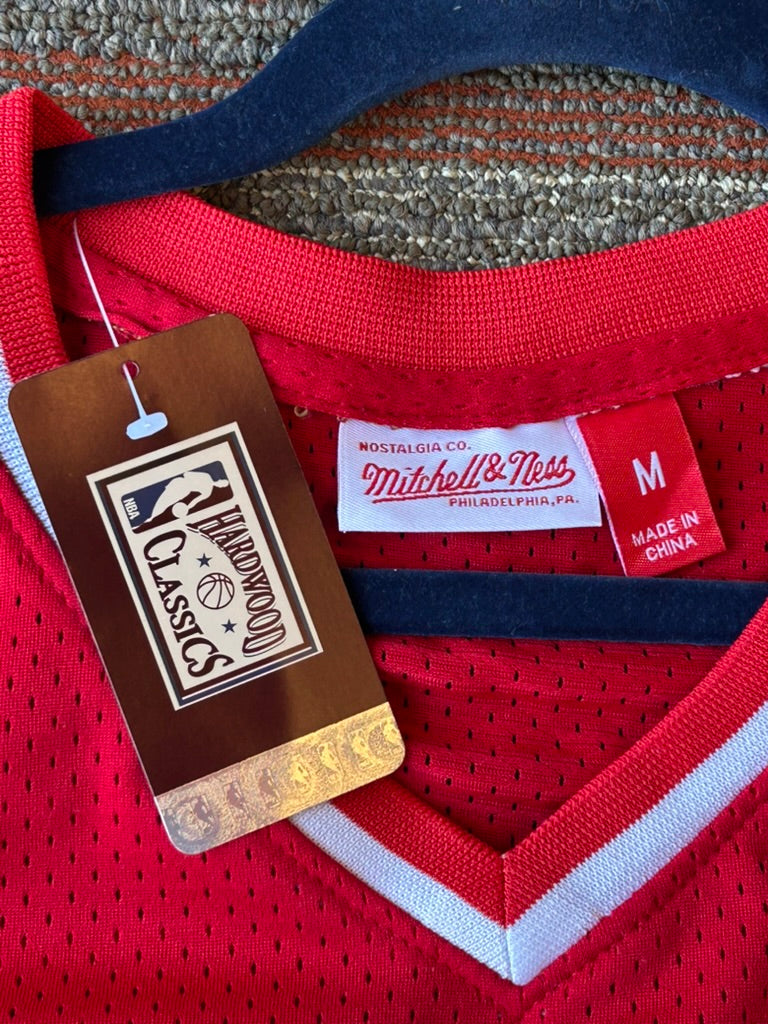 NBA
HARDWOOD
CLASSICS
NOSTALGIA CO.
Mitchell & Ness
PHILADELPHIA, PA.
M
MADE IN
CHINA